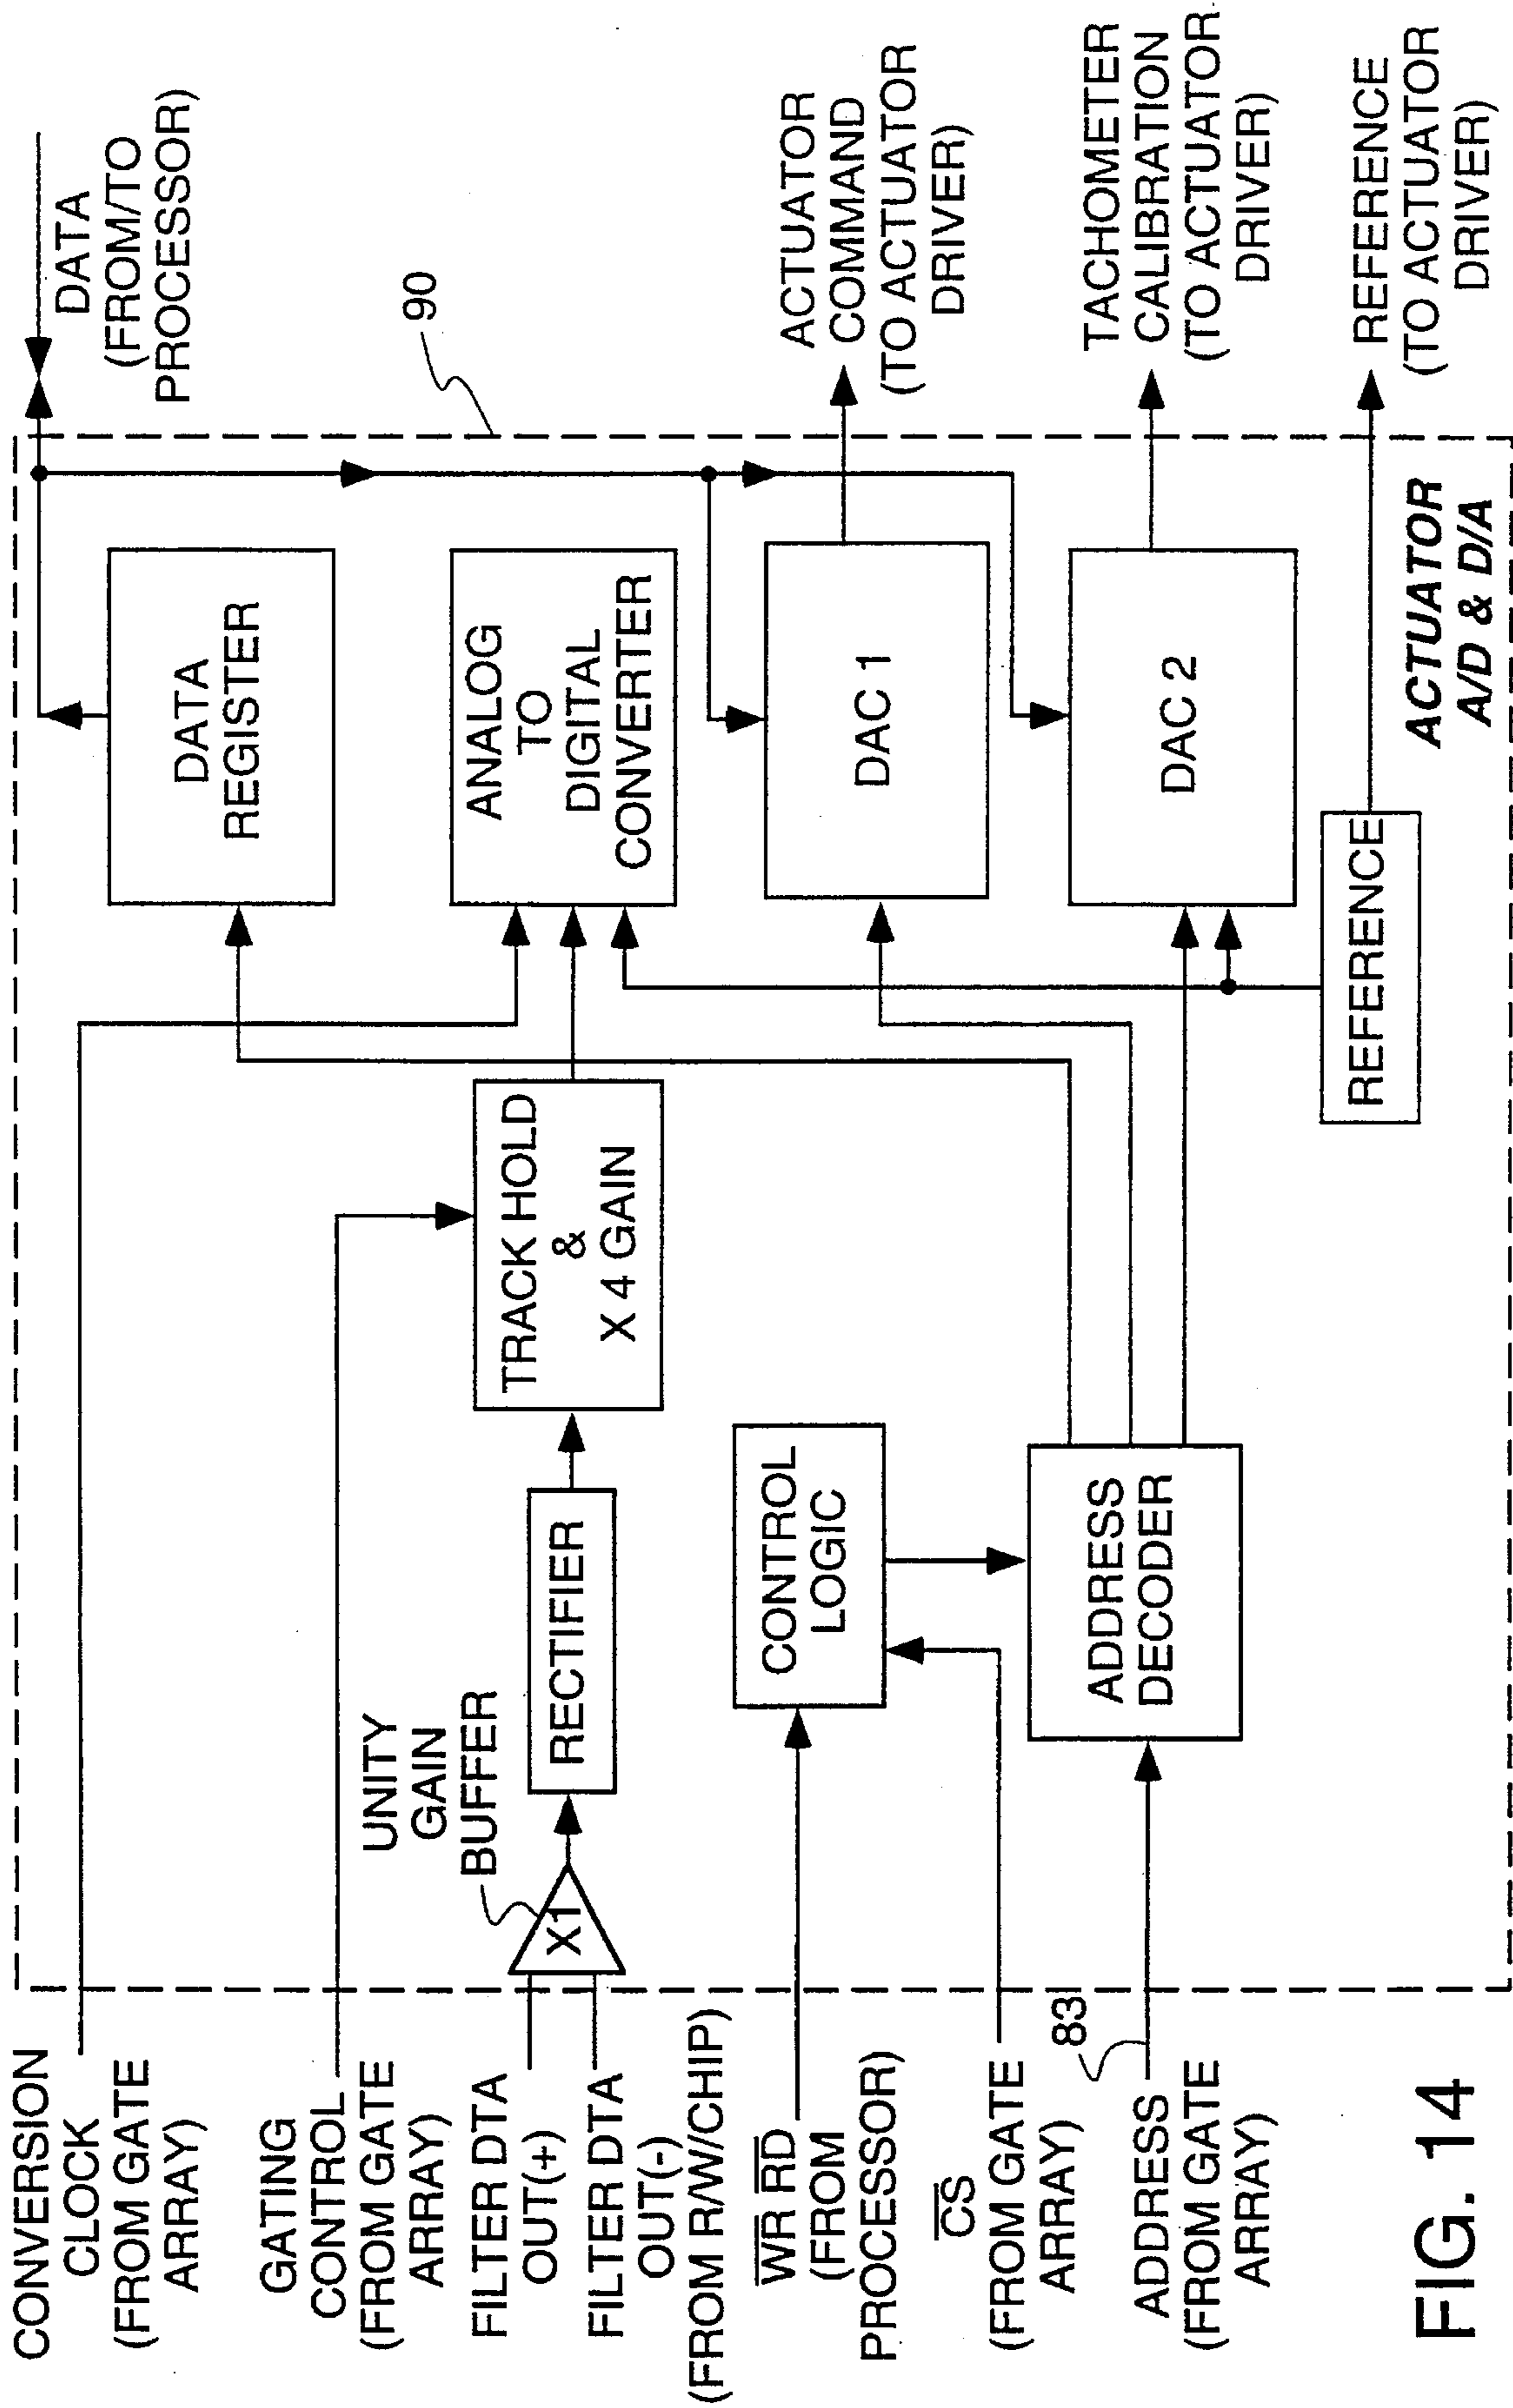 CONVERSION
CLOCK
(FROM GATE
ARRAY)
GATING
CONTROL
(FROM GATE
ARRAY)
FILTER DTA
OUT(+)
FILTER DTA
OUT(-)
(FROM R/W/CHIP)
WR RD
(FROM
PROCESSOR)
CS
(FROM GATE
ARRAY)
ADDRESS
(FROM GATE
ARRAY)
83
UNITY
GAIN
BUFFER
X1
RECTIFIER
TRACK HOLD
&
X 4 GAIN
CONTROL
LOGIC
ADDRESS
DECODER
DATA
REGISTER
ANALOG
TO
DIGITAL
CONVERTER
DAC 1
DAC 2
REFERENCE
ACTUATOR
A/D & D/A
90
DATA
(FROM/TO
PROCESSOR)
ACTUATOR
COMMAND
(TO ACTUATOR
DRIVER)
TACHOMETER
CALIBRATION
(TO ACTUATOR
DRIVER)
REFERENCE
(TO ACTUATOR
DRIVER)
FIG. 14